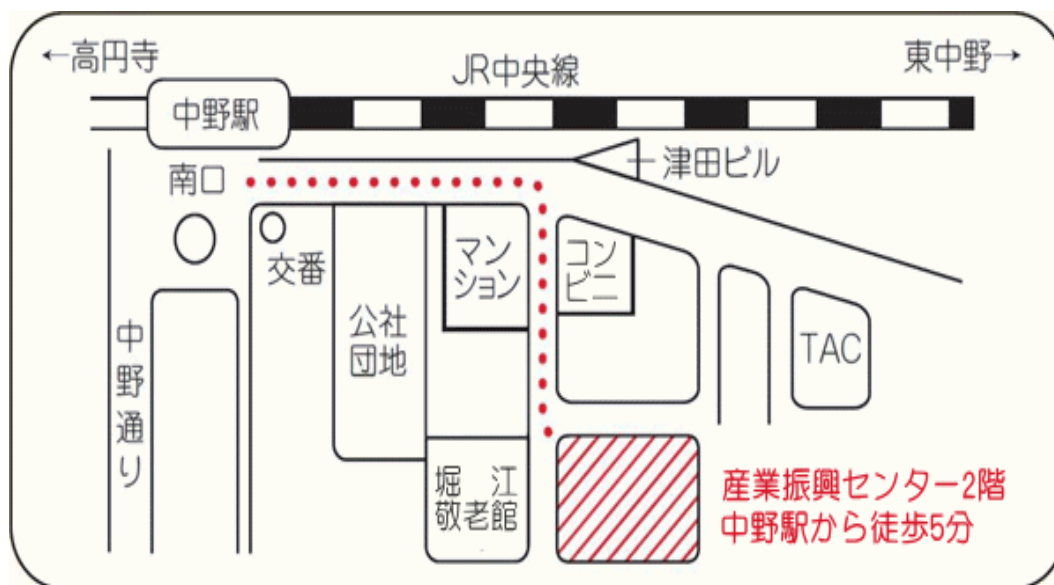 ←高円寺
東中野→
JR中央線
中野駅
津田ビル
南口
マン
ション
コン
ビニ
交番
公社
団地
TAC
中野通り
堀 江
敬老館
産業振興センター2階
中野駅から徒歩5分